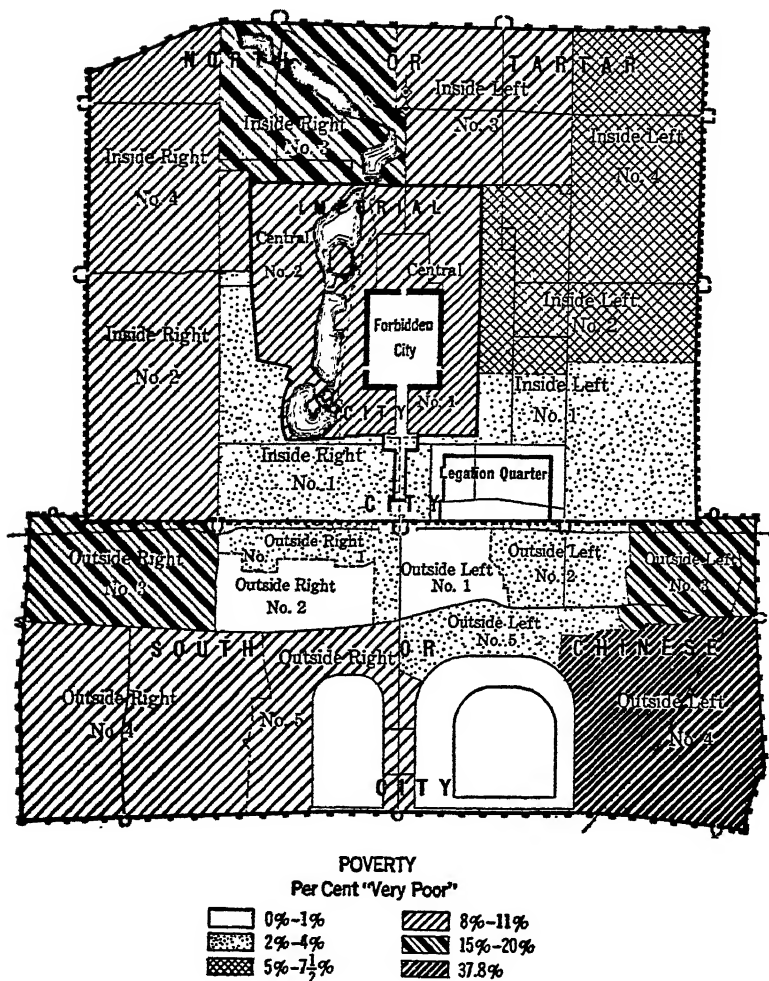 NORTH OR TARTAR
Inside Left
No. 3
Inside Right
No. 3
Inside Left
No. 4
Inside Right
No. 4
IMPERIAL
Central
No. 2
Central
Inside Left
No. 2
Forbidden
City
Inside Right
No. 2
Inside Left
No. 1
CITY
No. 1
Inside Right
No. 1
Legation Quarter
CITY
Outside Right
No. 1
Outside Right
No. 3
Outside Left
No. 1
Outside Left
No. 2
Outside Left
No. 3
Outside Right
No. 2
Outside Left
No. 5
SOUTH OR CHINESE
Outside Right
No. 5
Outside Right
No. 4
Outside Left
No. 4
CITY
POVERTY
Per Cent "Very Poor"
0%-1%
8%-11%
2%-4%
15%-20%
5%-7½%
37.8%